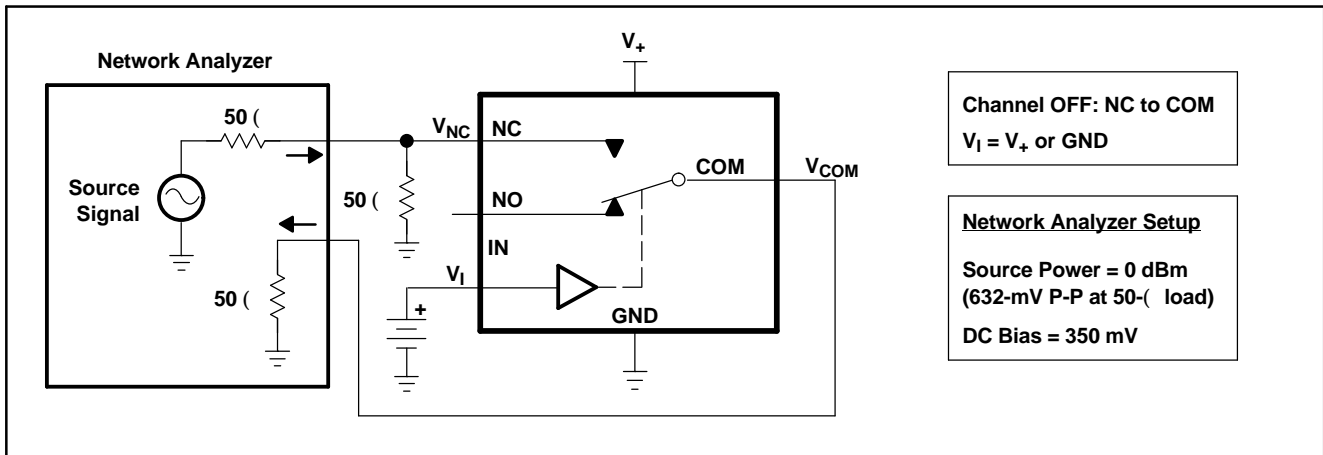 Network Analyzer
50 (
Source
Signal
50 (
50 (
V+
VNC
NC
NO
IN
VI
+
COM
VCOM
GND
Channel OFF: NC to COM
VI = V+ or GND
Network Analyzer Setup
Source Power = 0 dBm
(632-mV P-P at 50-( load)
DC Bias = 350 mV